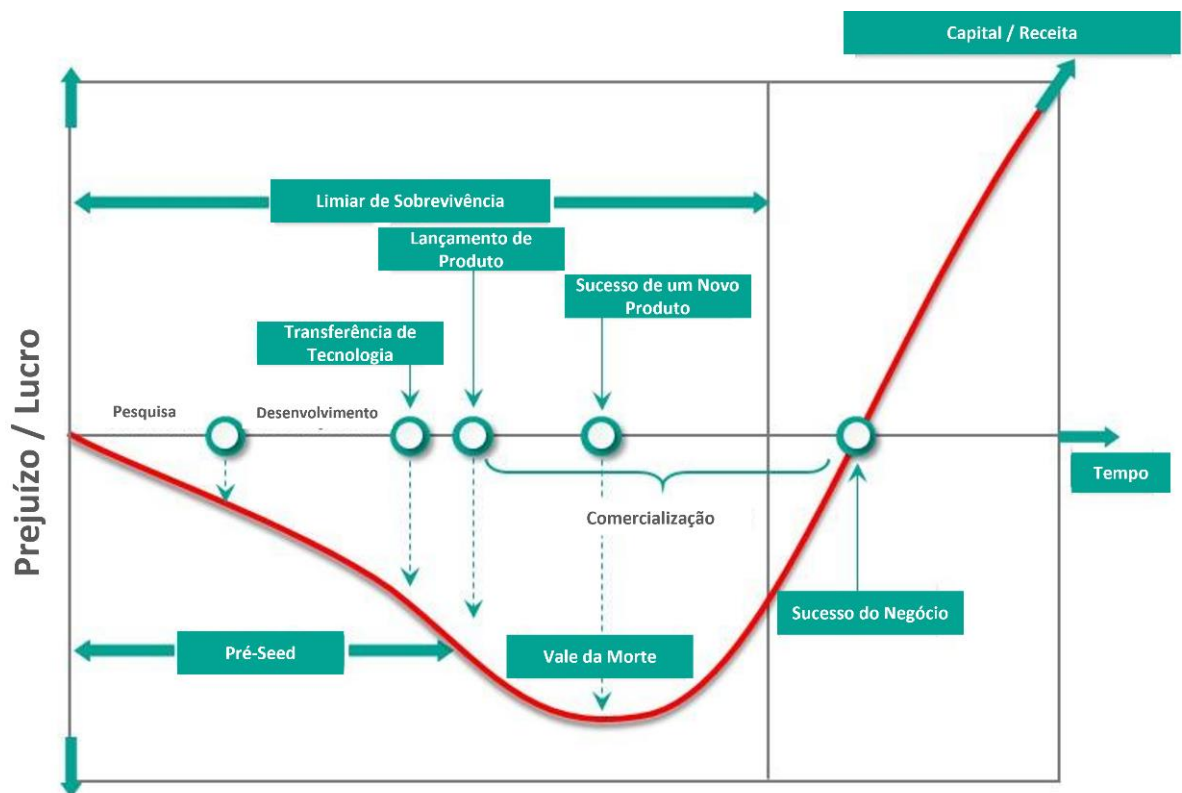 Capital / Receita
Limiar de Sobrevivência
Lançamento de
Produto
Sucesso de um Novo
Produto
Transferência de
Tecnologia
Prejuízo / Lucro
Pesquisa
Desenvolvimento
Tempo
Comercialização
Sucesso do Negócio
Pré-Seed
Vale da Morte